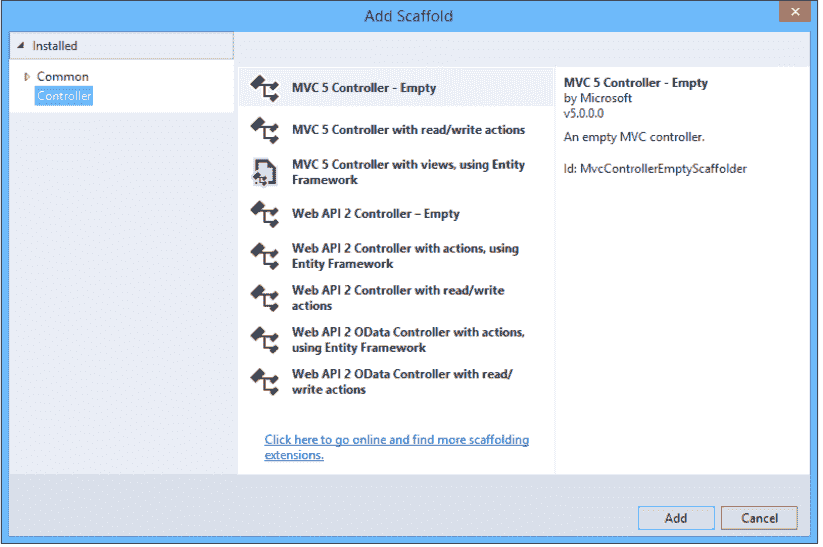 Add Scaffold
Installed
Common
Controller
MVC 5 Controller - Empty
MVC 5 Controller with read/write actions
MVC 5 Controller with views, using Entity
Framework
Web API 2 Controller – Empty
Web API 2 Controller with actions, using
Entity Framework
Web API 2 Controller with read/write
actions
Web API 2 OData Controller with actions,
using Entity Framework
Web API 2 OData Controller with read/
write actions
Click here to go online and find more scaffolding
extensions.
MVC 5 Controller - Empty
by Microsoft
v5.0.0.0
An empty MVC controller.
Id: MvcControllerEmptyScaffolder
Add
Cancel